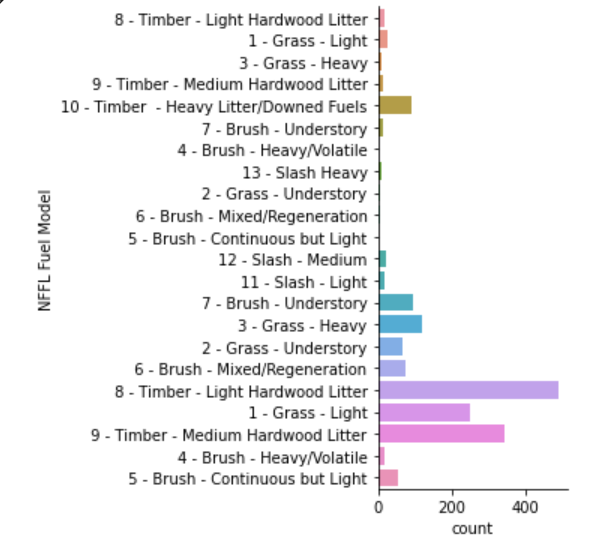 8 - Timber - Light Hardwood Litter
1 - Grass - Light
3 - Grass - Heavy
9 - Timber - Medium Hardwood Litter
10 - Timber  - Heavy Litter/Downed Fuels
7 - Brush - Understory
4 - Brush - Heavy/Volatile
13 - Slash Heavy
2 - Grass - Understory
6 - Brush - Mixed/Regeneration
5 - Brush - Continuous but Light
12 - Slash - Medium
11 - Slash - Light
7 - Brush - Understory
3 - Grass - Heavy
2 - Grass - Understory
6 - Brush - Mixed/Regeneration
8 - Timber - Light Hardwood Litter
1 - Grass - Light
9 - Timber - Medium Hardwood Litter
4 - Brush - Heavy/Volatile
5 - Brush - Continuous but Light
NFFL Fuel Model
0 200 400
count